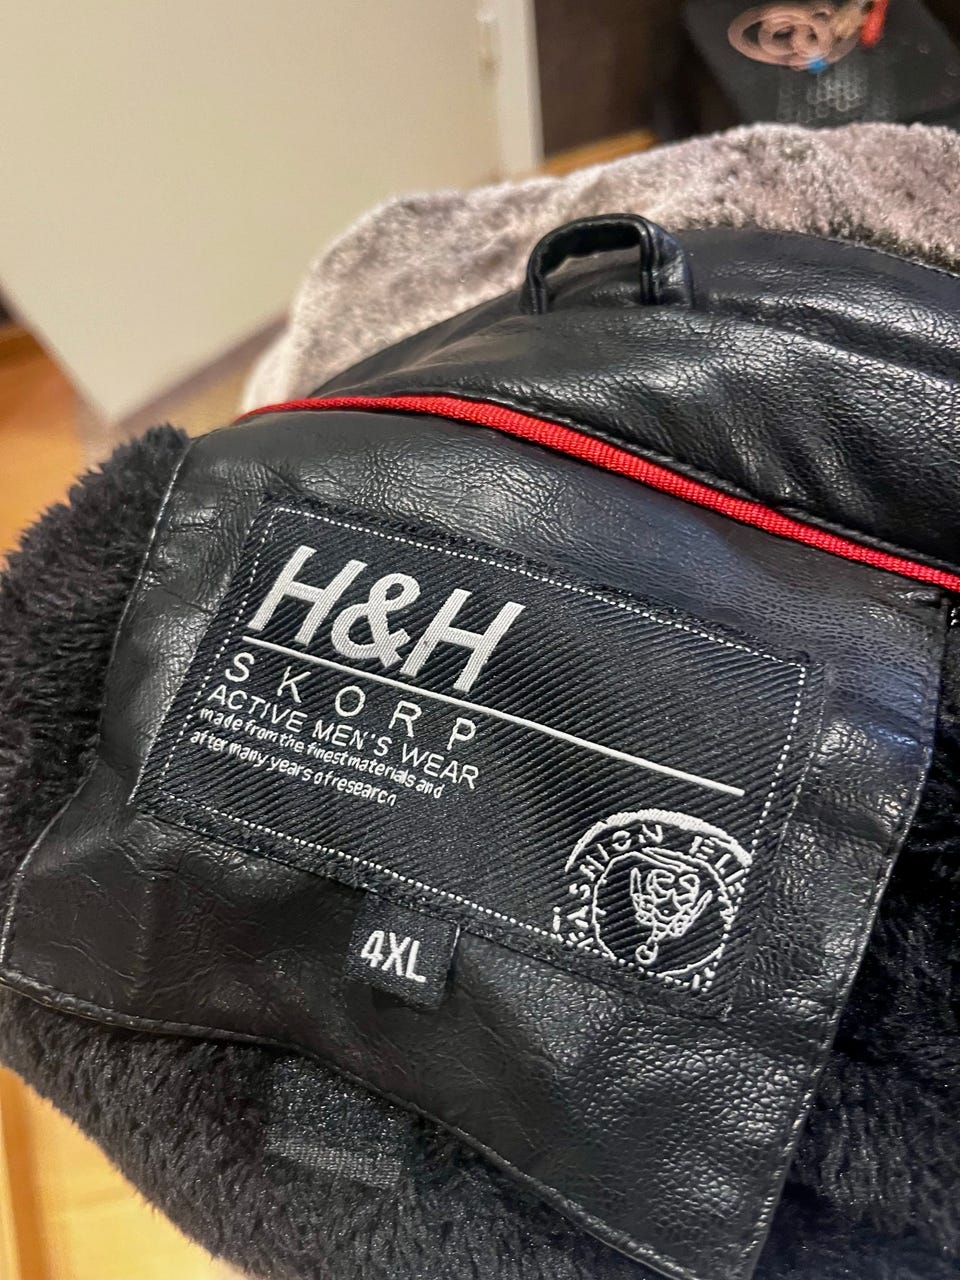 H&H
SKORP
ACTIVE MEN'S WEAR
made from the finest materials and
after many years of research
FASHION ELITE
4XL